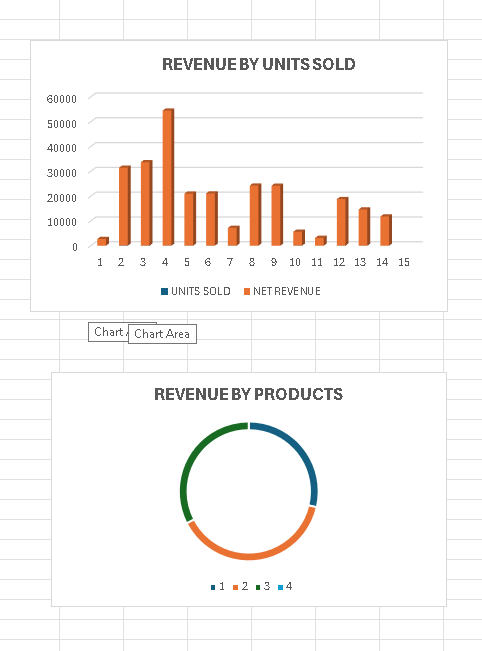 REVENUE BY UNITS SOLD
60000
50000
40000
30000
20000
10000
0
1 2 3 4 5 6 7 8 9 10 11 12 13 14 15
UNITS SOLD NET REVENUE
Chart Chart Area
REVENUE BY PRODUCTS
1 2 3 4